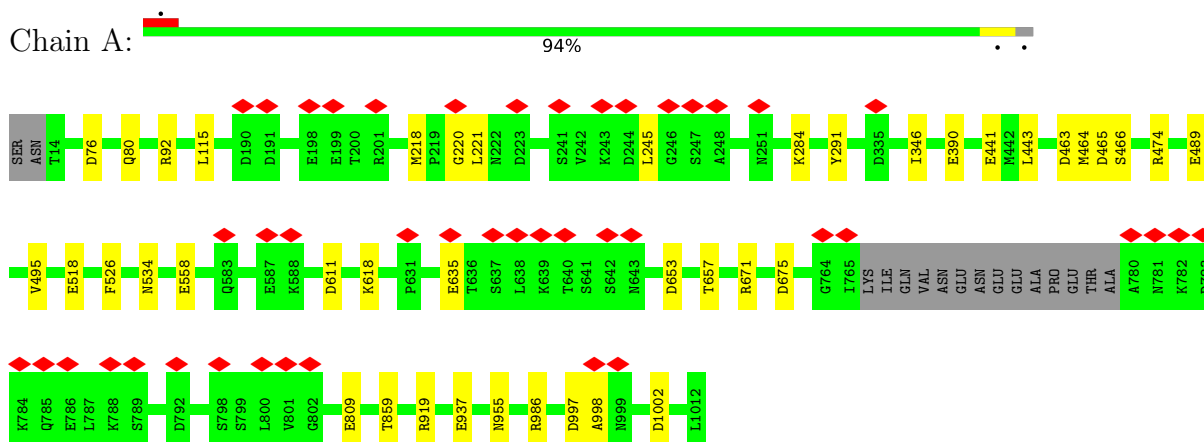 Chain A:
94%
SER ASN T14 D76 Q80 R92 L115 D190 D191 E198 E199 T200 R201 M218 P219 G220 L221 N222 D223 S241 V242 K243 D244 L245 G246 S247 A248 N251 K284 Y291 D335 I346 E390 E441 M442 L443 D463 M464 D465 S466 R474 E489
V495 E518 F526 N534 E558 Q583 E587 K588 D611 K618 P631 E635 T636 S637 L638 K639 T640 S641 S642 N643 D653 T657 R671 D675 G764 I765 LYS ILE GLN VAL ASN GLU ASN GLU GLU ALA PRO GLU THR ALA A780 N781 K782
K784 Q785 E786 L787 K788 S789 D792 S798 S799 L800 V801 G802 E809 T859 R919 E937 N955 R986 D997 A998 N999 D1002 L1012